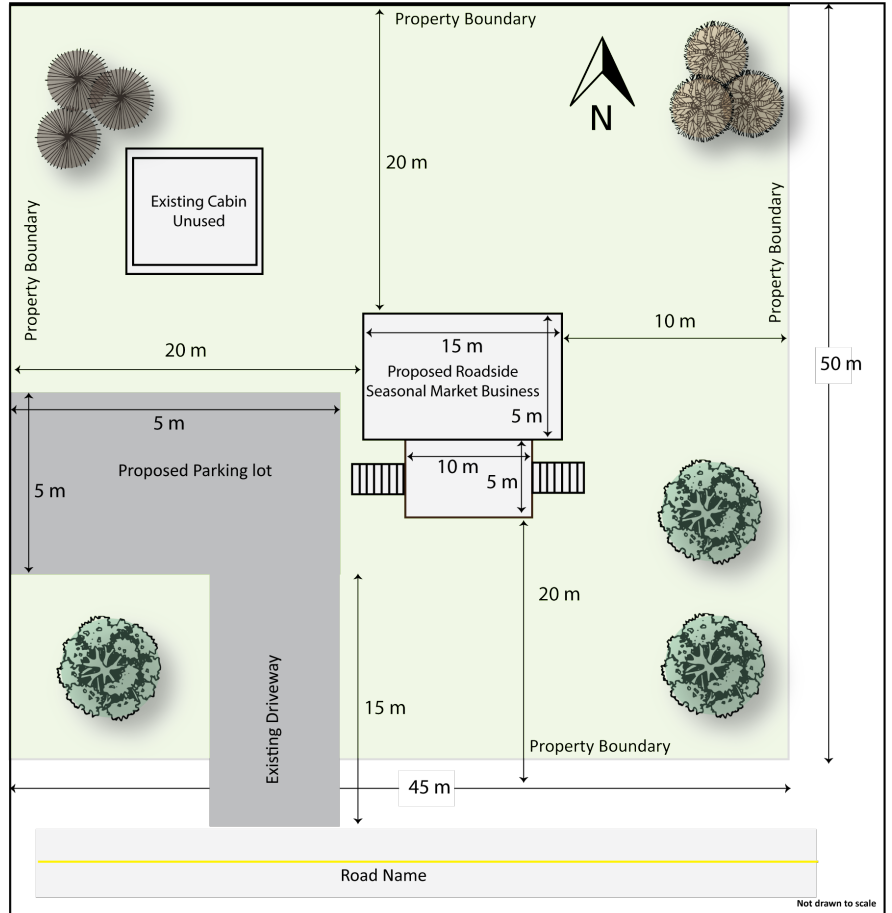 Property Boundary
N
20 m
Existing Cabin
Unused
Property Boundary
Property Boundary
10 m
20 m
15 m
50 m
Proposed Roadside
Seasonal Market Business
5 m
5 m
10 m
Proposed Parking lot
5 m
5 m
20 m
Existing Driveway
15 m
Property Boundary
45 m
Road Name
Not drawn to scale